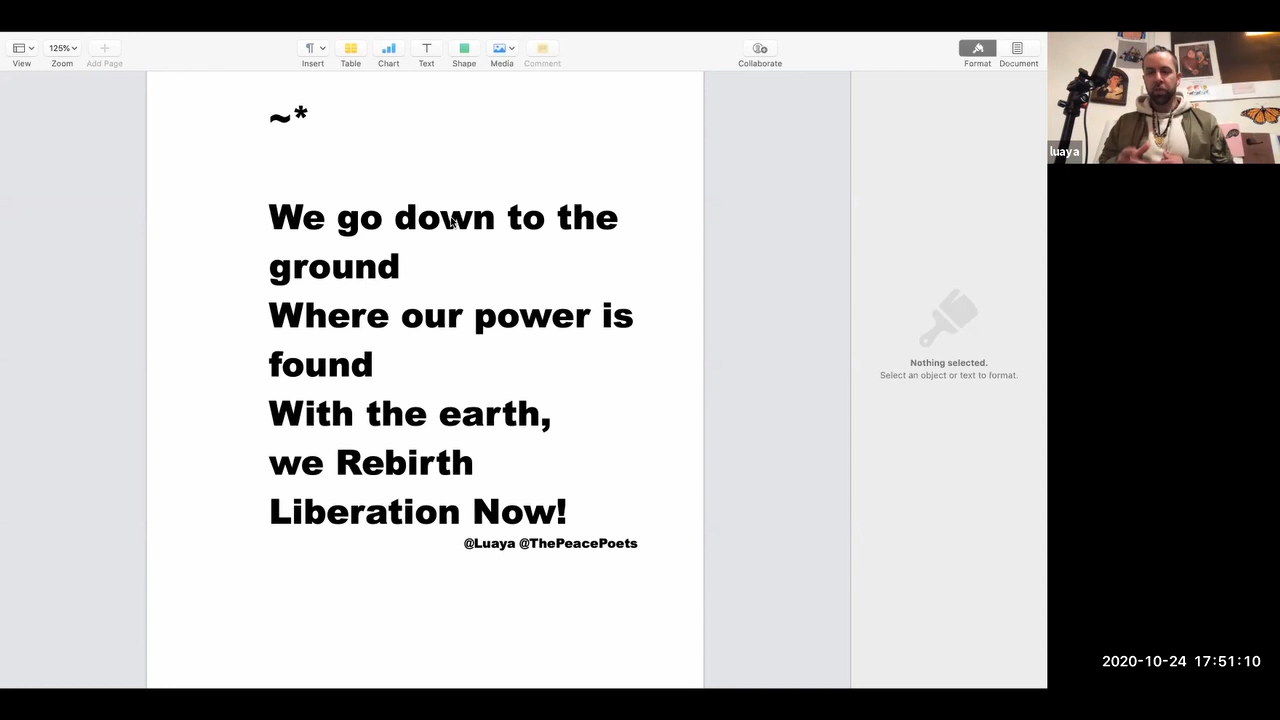 125%
View
Zoom
Add Page
Insert
Table
Chart
Text
Shape
Media
Comment
Collaborate
Format
Document
~*
We go down to the
ground
Where our power is
found
With the earth,
we Rebirth
Liberation Now!
@Luaya @ThePeacePoets
Nothing selected.
Select an object or text to format.
luaya
2020-10-24 17:51:10